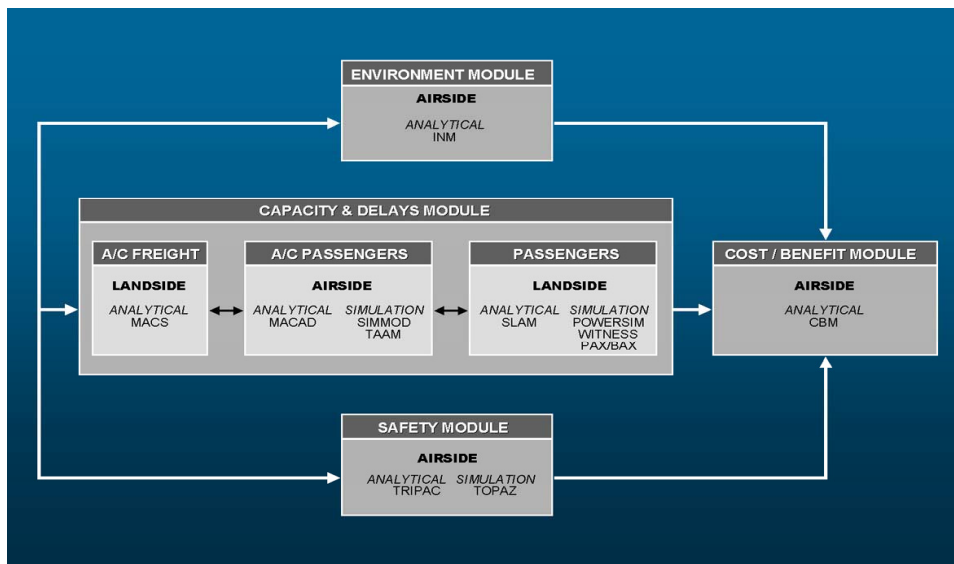 ENVIRONMENT MODULE
AIRSIDE
ANALYTICAL
INM
CAPACITY & DELAYS MODULE
A/C FREIGHT
LANDSIDE
ANALYTICAL
MACS
A/C PASSENGERS
AIRSIDE
ANALYTICAL SIMULATION
MACAD SIMMOD
TAAM
PASSENGERS
LANDSIDE
ANALYTICAL SIMULATION
SLAM POWERSIM
WITNESS
PAX/BAX
COST / BENEFIT MODULE
AIRSIDE
ANALYTICAL
CBM
SAFETY MODULE
AIRSIDE
ANALYTICAL SIMULATION
TRIPAC TOPAZ